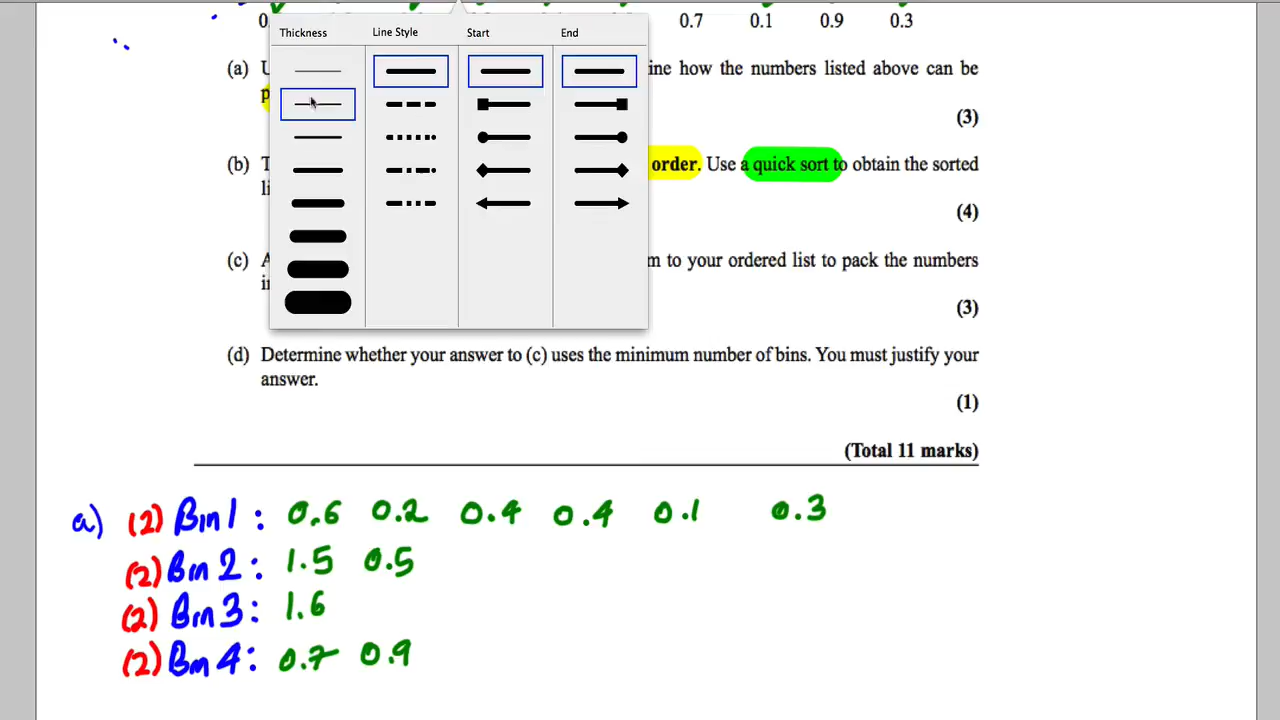 0. 0.7 0.1 0.9 0.3
Thickness Line Style Start End
(a) U ine how the numbers listed above can be
p
(3)
(b) T order. Use a quick sort to obtain the sorted
li
(4)
(c) A m to your ordered list to pack the numbers
in
(3)
(d) Determine whether your answer to (c) uses the minimum number of bins. You must justify your
answer.
(1)
(Total 11 marks)
a) (2) Bin 1 : 0.6 0.2 0.4 0.4 0.1 0.3
(2) Bin 2 : 1.5 0.5
(2) Bin 3 : 1.6
(2) Bin 4 : 0.7 0.9